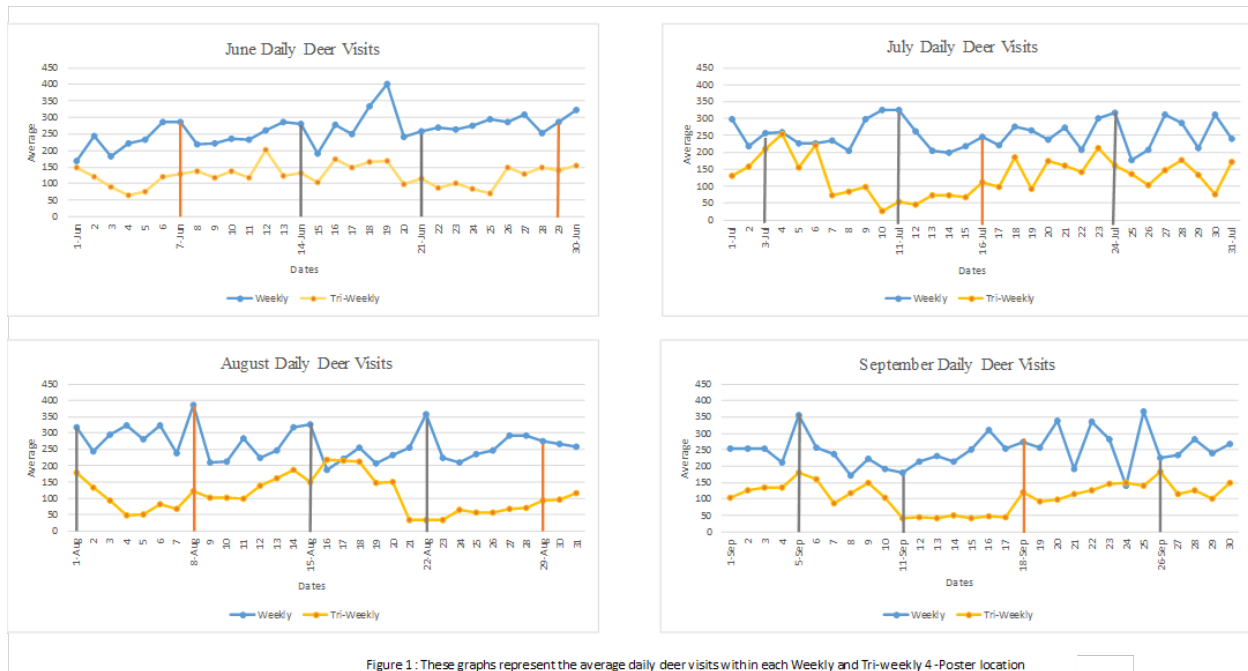 June Daily Deer Visits
450
400
350
300
250
200
150
100
50
0
Average
1-Jun 2 3 4 5 6 7-Jun 8 9 10 11 12 13 14-Jun 15 16 17 18 19 20 21-Jun 22 23 24 25 26 27 28 29 30-Jun
Dates
Weekly Tri-Weekly
July Daily Deer Visits
450
400
350
300
250
200
150
100
50
0
Average
1-Jul 2 3-Jul 4 5 6 7 8 9 10 11-Jul 12 13 14 15 16-Jul 17 18 19 20 21 22 23 24-Jul 25 26 27 28 29 30 31-Jul
Dates
Weekly Tri-Weekly
August Daily Deer Visits
450
400
350
300
250
200
150
100
50
0
Average
1-Aug 2 3 4 5 6 7 8-Aug 9 10 11 12 13 14 15-Aug 16 17 18 19 20 21 22-Aug 23 24 25 26 27 28 29-Aug 30 31
Dates
Weekly Tri-Weekly
September Daily Deer Visits
450
400
350
300
250
200
150
100
50
0
Average
1-Sep 2 3 4 5-Sep 6 7 8 9 10 11-Sep 12 13 14 15 16 17 18-Sep 19 20 21 22 23 24 25 26-Sep 27 28 29 30
Dates
Weekly Tri-Weekly
Figure 1 : These graphs represent the average daily deer visits within each Weekly and Tri-weekly 4 -Poster location